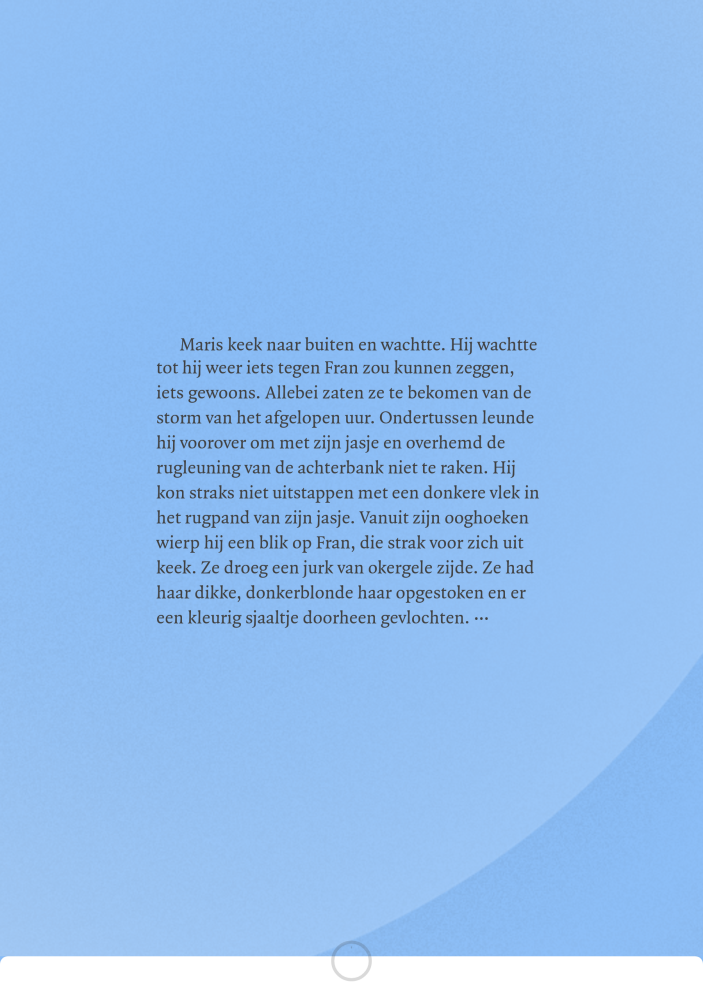 Maris keek naar buiten en wachtte. Hij wachtte
tot hij weer iets tegen Fran zou kunnen zeggen,
iets gewoons. Allebei zaten ze te bekomen van de
storm van het afgelopen uur. Ondertussen leunde
hij voorover om met zijn jasje en overhemd de
rugleuning van de achterbank niet te raken. Hij
kon straks niet uitstappen met een donkere vlek in
het rugpand van zijn jasje. Vanuit zijn ooghoeken
wierp hij een blik op Fran, die strak voor zich uit
keek. Ze droeg een jurk van okergele zijde. Ze had
haar dikke, donkerblonde haar opgestoken en er
een kleurig sjaaltje doorheen gevlochten. ···